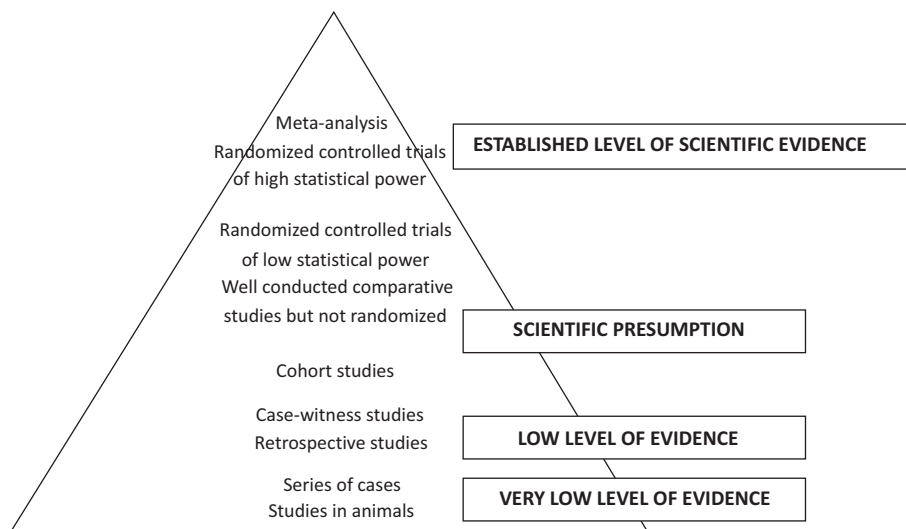 Meta-analysis
Randomized controlled trials
of high statistical power
ESTABLISHED LEVEL OF SCIENTIFIC EVIDENCE
Randomized controlled trials
of low statistical power
Well conducted comparative
studies but not randomized
SCIENTIFIC PRESUMPTION
Cohort studies
Case-witness studies
Retrospective studies
LOW LEVEL OF EVIDENCE
Series of cases
Studies in animals
VERY LOW LEVEL OF EVIDENCE